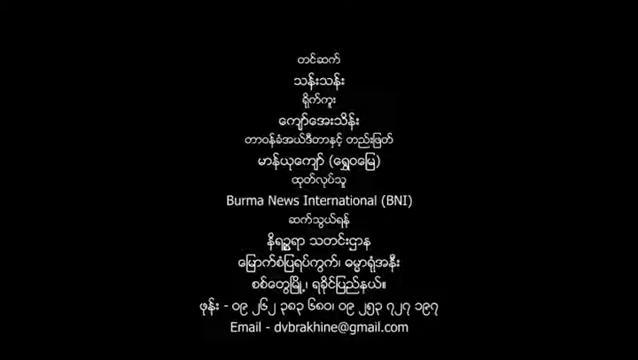 တင်ဆက်
သန်းသန်း
ရိုက်ကူး
ကျော်အေးသိန်း
တာဝန်ခံအယ်ဒီတာနှင့် တည်းဖြတ်
မာန်ယုကျော် (ရွှေဝမြေ)
ထုတ်လုပ်သူ
Burma News International (BNI)
ဆက်သွယ်ရန်
နိရဉ္စရာ သတင်းဌာန
မြောက်စံပြရပ်ကွက်၊ ဓမ္မာရုံအနီး
စစ်တွေမြို့၊ ရခိုင်ပြည်နယ်။
ဖုန်း - ၀၉ ၂၆၂ ၃၈၃ ၆၈၀၊ ၀၉ ၂၅၃ ၇၂၇ ၁၉၇
Email - dvbrakhine@gmail.com